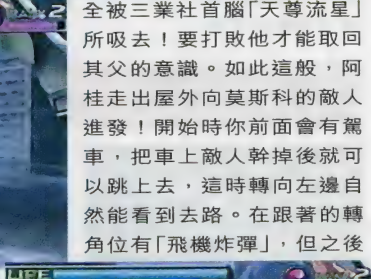 全被三業社首腦「天尊流星」
所吸去！要打敗他才能取回
其父的意識。如此這般，阿
桂走出屋外向莫斯科的敵人
進發！開始時你前面會有駕
車，把車上敵人幹掉後就可
以跳上去，這時轉向左邊自
然能看到去路。在跟著的轉
角位有「飛機炸彈」，但之後
LIFE